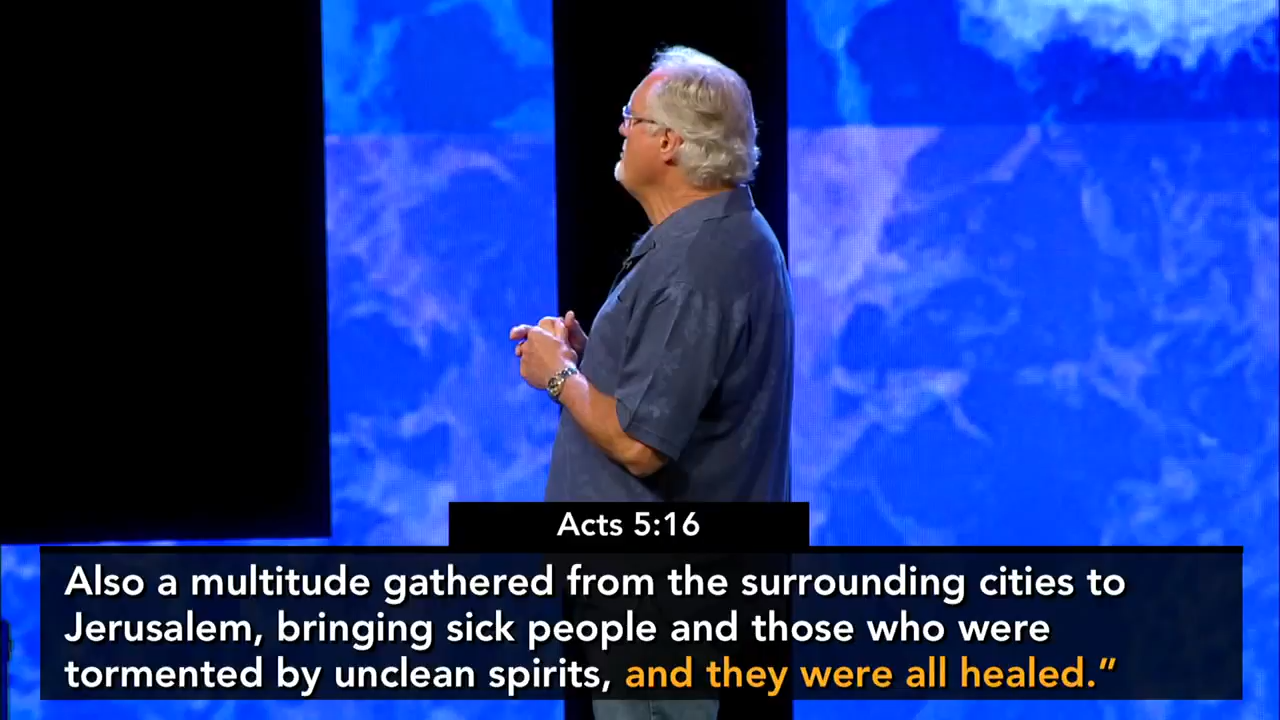 Acts 5:16
Also a multitude gathered from the surrounding cities to
Jerusalem, bringing sick people and those who were
tormented by unclean spirits, and they were all healed.”